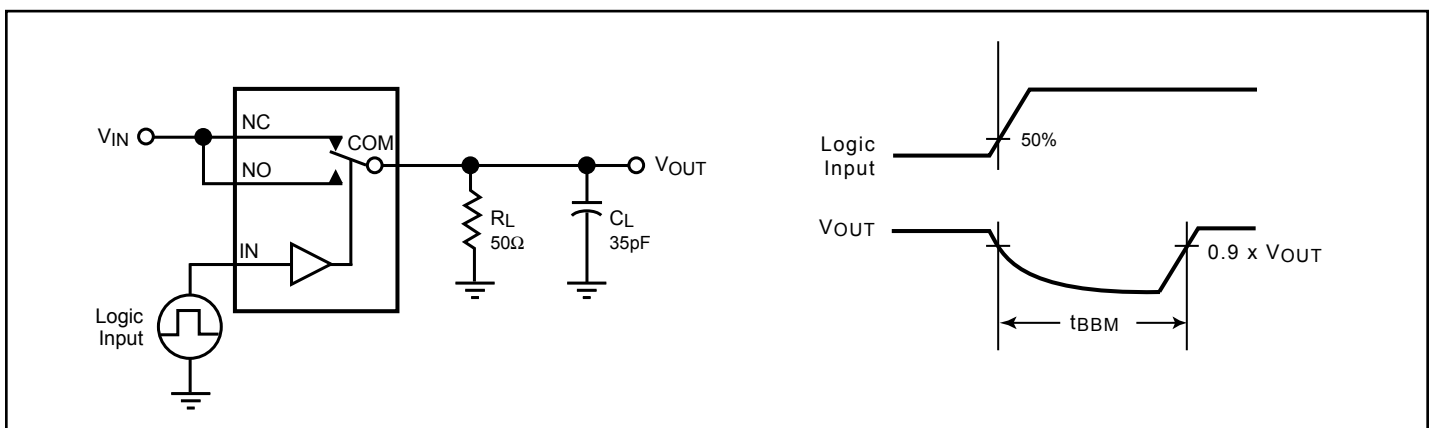 VIN
NC
COM
NO
IN
Logic
Input
RL
50Ω
CL
35pF
VOUT
Logic
Input
50%
VOUT
0.9 x VOUT
tBBM